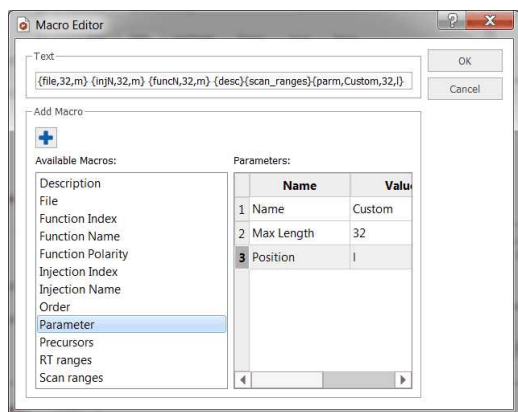 Macro Editor
Text
{file,32,m} {injN,32,m} {funcN,32,m} {desc}{scan_ranges}{parm,Custom,32,l}
OK
Cancel
Add Macro
Available Macros:
Parameters:
Description
File
Function Index
Function Name
Function Polarity
Injection Index
Injection Name
Order
Parameter
Precursors
RT ranges
Scan ranges
Name Valu
1 Name Custom
2 Max Length 32
3 Position l